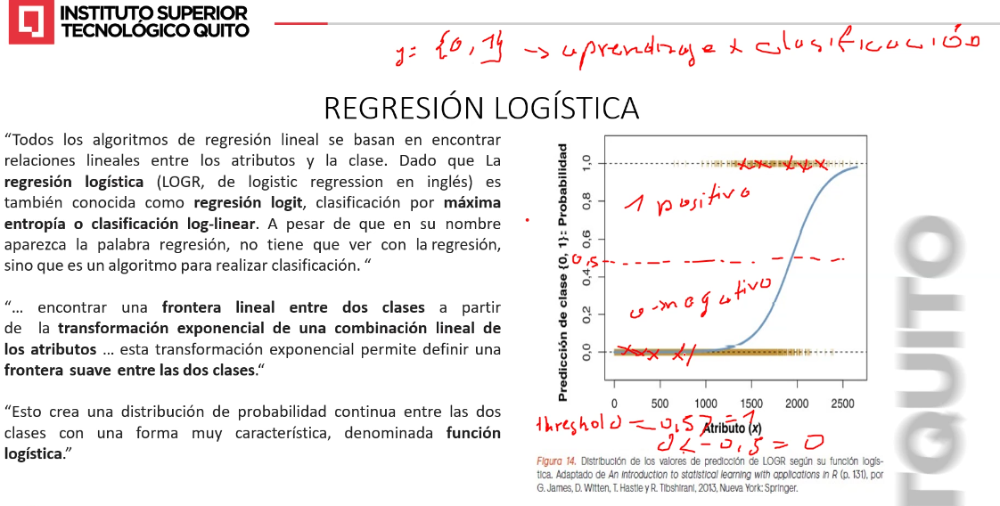 INSTITUTO SUPERIOR
TECNOLÓGICO QUITO
y = {0, 1} → aprendizaje x clasificación
REGRESIÓN LOGÍSTICA
“Todos los algoritmos de regresión lineal se basan en encontrar
relaciones lineales entre los atributos y la clase. Dado que La
regresión logística (LOGR, de logistic regression en inglés) es
también conocida como regresión logit, clasificación por máxima
entropía o clasificación log-linear. A pesar de que en su nombre
aparezca la palabra regresión, no tiene que ver con la regresión,
sino que es un algoritmo para realizar clasificación. “
“... encontrar una frontera lineal entre dos clases a partir
de la transformación exponencial de una combinación lineal de
los atributos ... esta transformación exponencial permite definir una
frontera suave entre las dos clases.“
“Esto crea una distribución de probabilidad continua entre las dos
clases con una forma muy característica, denominada función
logística.”
Predicción de clase {0, 1}: Probabilidad
1,0
0,8
0,6
0,4
0,2
0,0
xx xxx
1 positivo
0,5
0 → negativo
xxx x/
0 500 1000 1500 2000 2500
Atributo (x)
threshold – 0,5 > = 1
< – 0,5 = 0
Figura 14. Distribución de los valores de predicción de LOGR según su función logís-
tica. Adaptado de An introduction to statistical learning with applications in R (p. 131), por
G. James, D. Witten, T. Hastie y R. Tibshirani, 2013, Nueva York: Springer.
TQUITO